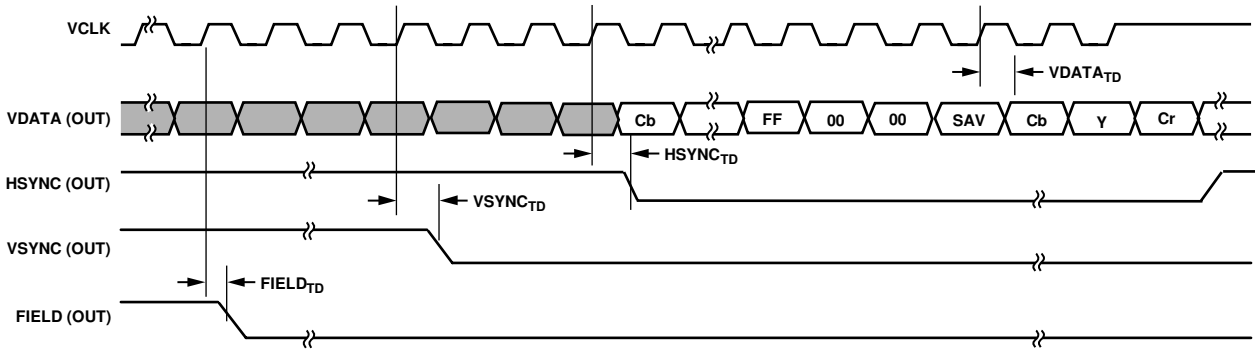 VCLK
VDATA_TD
VDATA (OUT) Cb FF 00 00 SAV Cb Y Cr
HSYNC_TD
HSYNC (OUT)
VSYNC_TD
VSYNC (OUT)
FIELD_TD
FIELD (OUT)